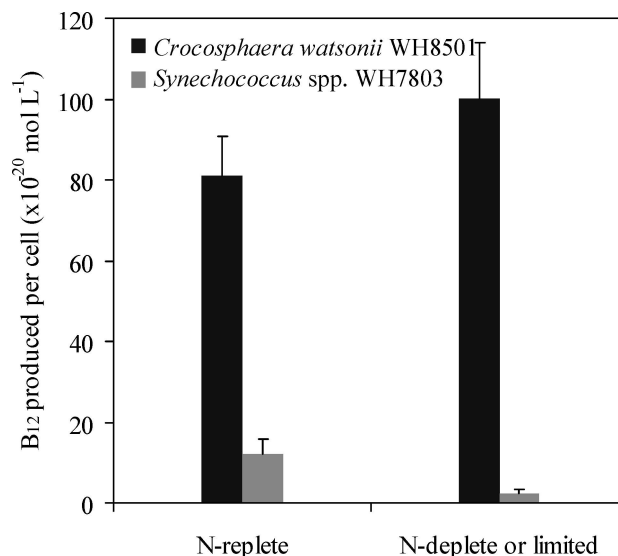 B12 produced per cell (x10-20 mol L-1)
120
100
80
60
40
20
0
Crocosphaera watsonii WH8501
Synechococcus spp. WH7803
N-replete
N-deplete or limited